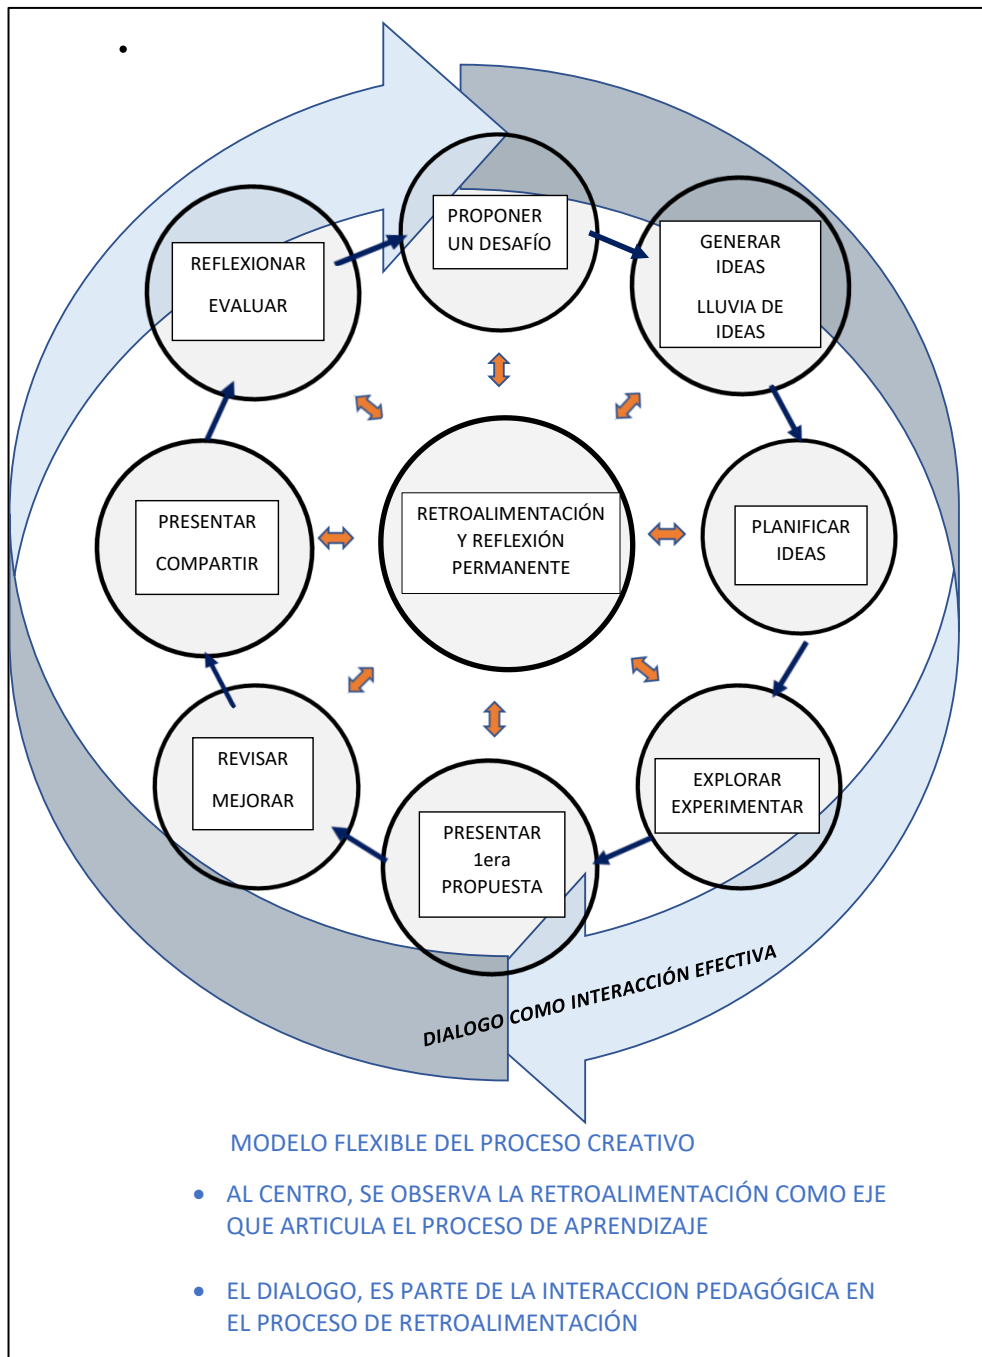 PROPONER
UN DESAFÍO
GENERAR
IDEAS
LLUVIA DE
IDEAS
PLANIFICAR
IDEAS
EXPLORAR
EXPERIMENTAR
PRESENTAR
1era
PROPUESTA
REVISAR
MEJORAR
PRESENTAR
COMPARTIR
REFLEXIONAR
EVALUAR
RETROALIMENTACIÓN
Y REFLEXIÓN
PERMANENTE
DIALOGO COMO INTERACCIÓN EFECTIVA
MODELO FLEXIBLE DEL PROCESO CREATIVO
• AL CENTRO, SE OBSERVA LA RETROALIMENTACIÓN COMO EJE
QUE ARTICULA EL PROCESO DE APRENDIZAJE
• EL DIALOGO, ES PARTE DE LA INTERACCION PEDAGÓGICA EN
EL PROCESO DE RETROALIMENTACIÓN